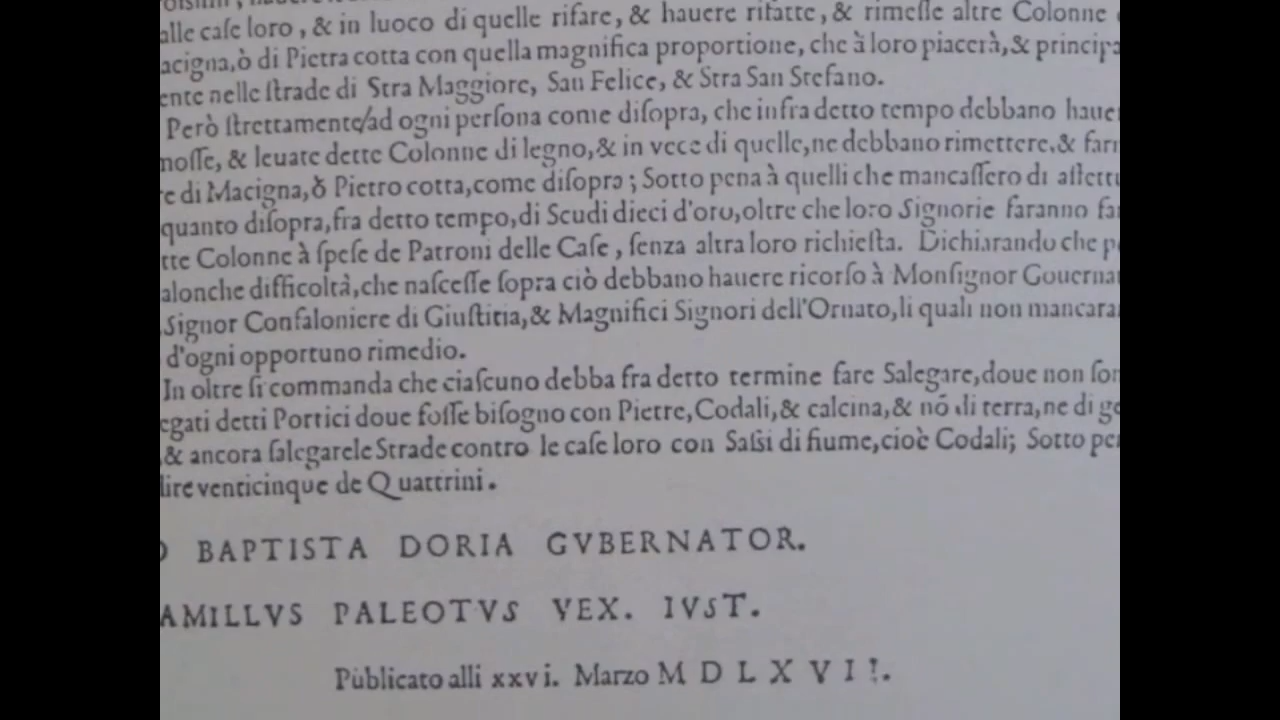 alle caſe loro, & in luoco di quelle rifare, & hauere rifatte, & rimeſſe altre Colonne
acigna, ò di Pietra cotta con quella magnifica proportione, che à loro piacerà, & principa
ente nelle ſtrade di Stra Maggiore, San Felice, & Stra San Stefano.
Però ſtrettamente/ad ogni perſona come diſopra, che infra detto tempo debbano haue
moſſe, & leuate dette Colonne di legno, & in vece di quelle, ne debbano rimettere, & farn
re di Macigna, ò Pietro cotta, come diſopra; Sotto pena à quelli che mancaſſero di aſſettu
quanto diſopra, fra detto tempo, di Scudi dieci d'oro, oltre che loro Signorie faranno fa
tte Colonne à ſpeſe de Patroni delle Caſe, ſenza altra loro richieſta. Dichiarando che p
alonche difficoltà, che naſceſſe ſopra ciò debbano hauere ricorſo à Monſignor Gouerna
Signor Confaloniere di Giuſtitia, & Magnifici Signori dell'Ornato, li quali non mancara
d'ogni opportuno rimedio.
In oltre ſi commanda che ciaſcuno debba fra detto termine fare Salegare, doue non ſon
egati detti Portici doue foſſe biſogno con Pietre, Codali, & calcina, & nō di terra, ne di ge
& ancora ſalegarele Strade contro le caſe loro con Saſsi di fiume, cioè Codali; Sotto pe
lire venticinque de Quattrini.
O BAPTISTA DORIA GVBERNATOR.
AMILLVS PALEOTVS VEX. IVST.
Publicato alli xxvi. Marzo M D L X V I I.